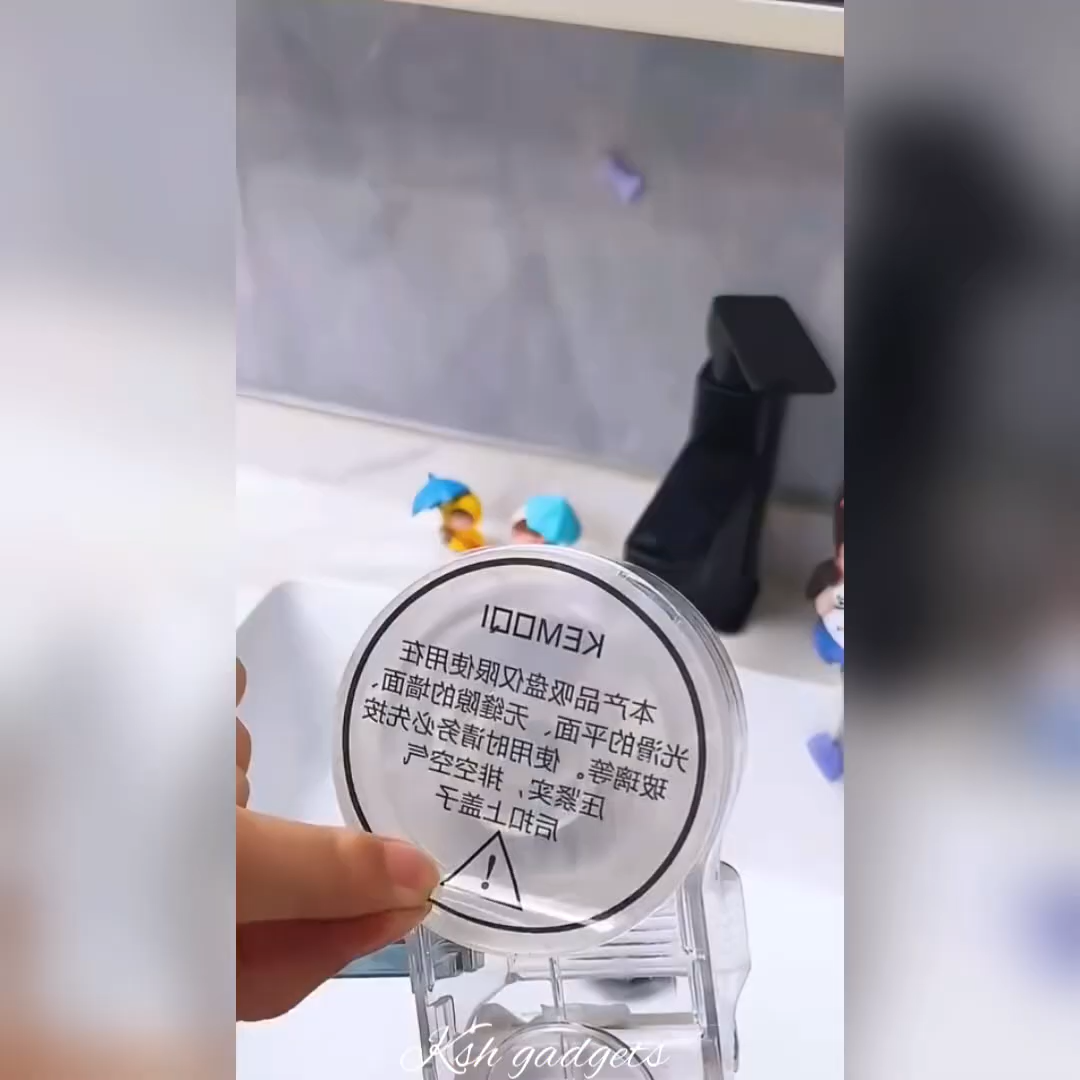 KEMOQI
本产品吸盘仅限使用在
光滑的平面、无缝隙的墙面、
玻璃等。使用时请务必先按
压紧实，排空空气
后扣上盖子
Ksh gadgets